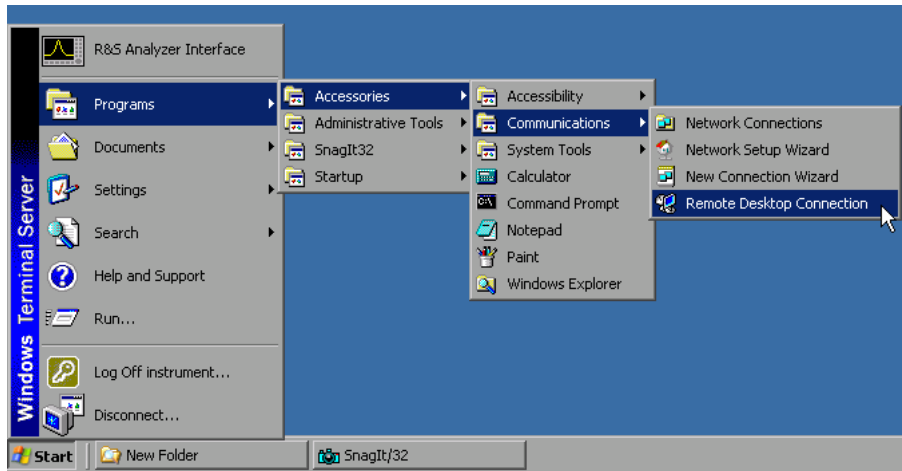 R&S Analyzer Interface
Programs
Documents
Settings
Search
Help and Support
Run...
Log Off instrument...
Disconnect...
Windows Terminal Server
Accessories
Administrative Tools
SnagIt32
Startup
Accessibility
Communications
System Tools
Calculator
Command Prompt
Notepad
Paint
Windows Explorer
Network Connections
Network Setup Wizard
New Connection Wizard
Remote Desktop Connection
Start
New Folder
SnagIt/32